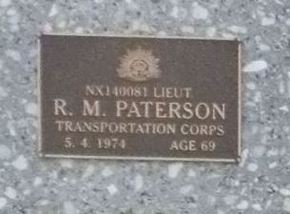 NX140081 LIEUT
R. M. PATERSON
TRANSPORTATION CORPS
5. 4. 1974 AGE 69